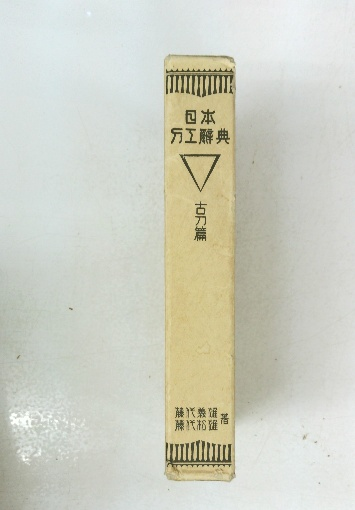 日本
刀工辭典
古刀篇
藤代義雄
藤代松雄
著